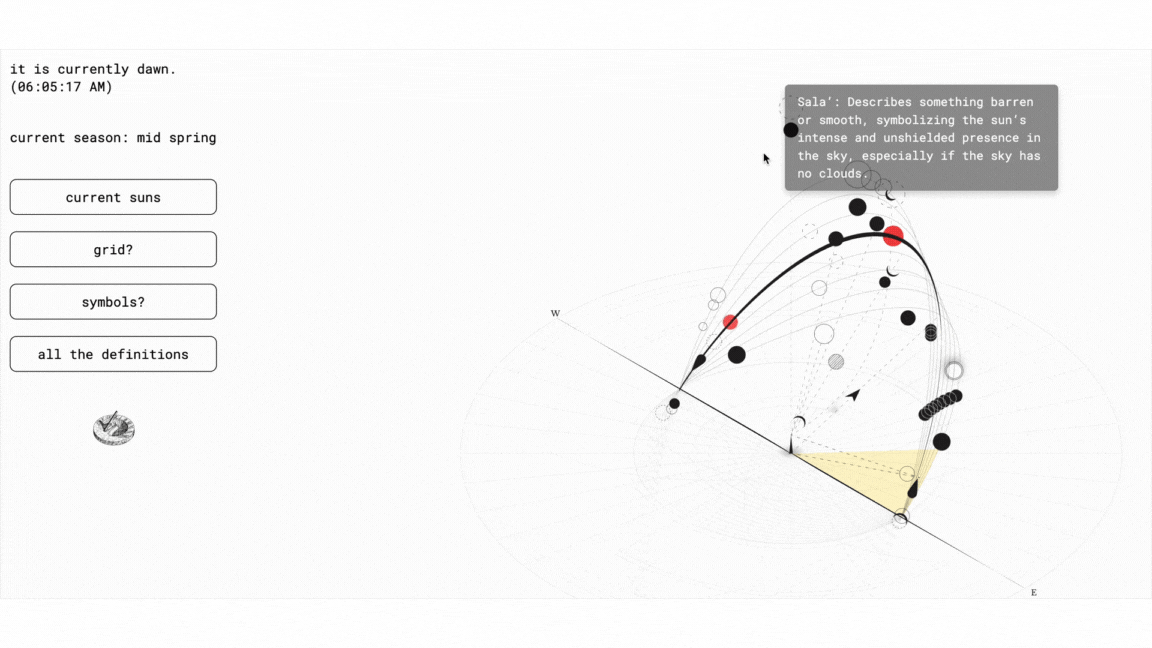 it is currently dawn.
(06:05:17 AM)
current season: mid spring
current suns
grid?
symbols?
all the definitions
Sala‘: Describes something barren
or smooth, symbolizing the sun’s
intense and unshielded presence in
the sky, especially if the sky has
no clouds.
W
E